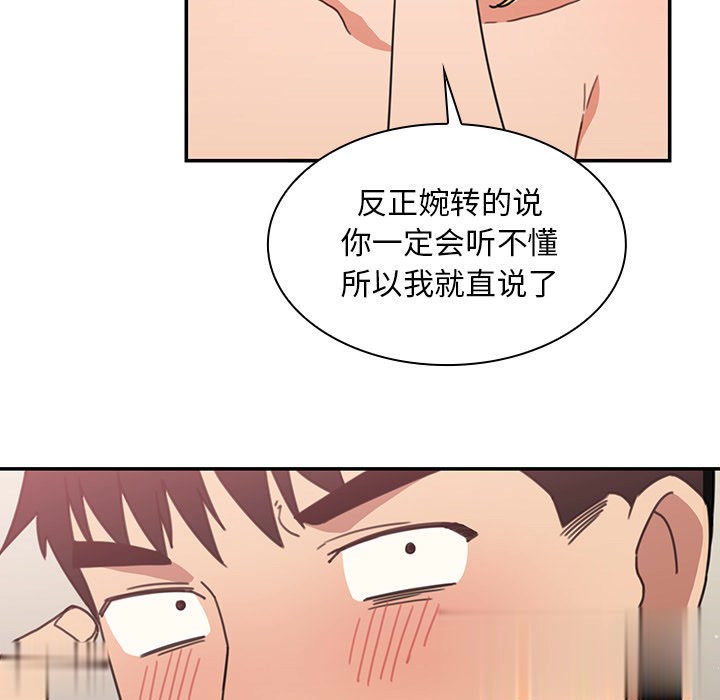 反正婉转的说
你一定会听不懂
所以我就直说了